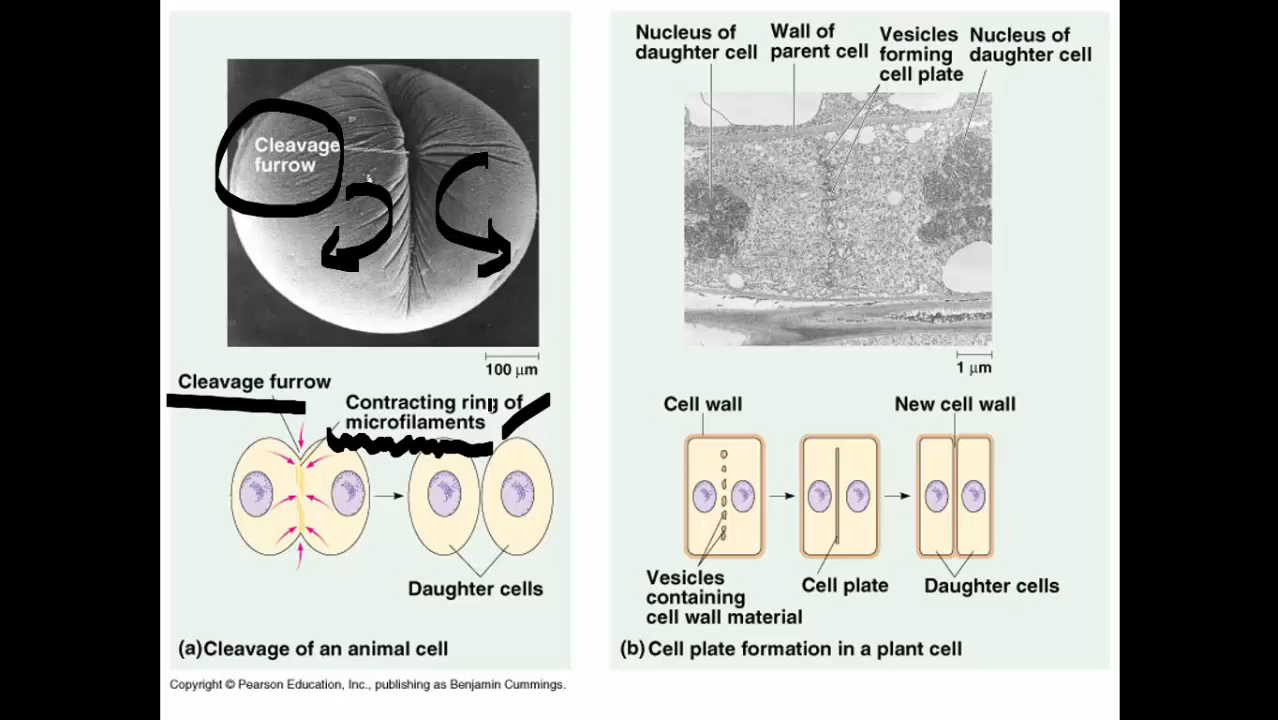 Cleavage
furrow
100 µm
Cleavage furrow
Contracting ring of
microfilaments
Daughter cells
(a) Cleavage of an animal cell
Nucleus of
daughter cell
Wall of
parent cell
Vesicles
forming
cell plate
Nucleus of
daughter cell
1 µm
Cell wall
New cell wall
Vesicles
containing
cell wall material
Cell plate
Daughter cells
(b) Cell plate formation in a plant cell
Copyright © Pearson Education, Inc., publishing as Benjamin Cummings.